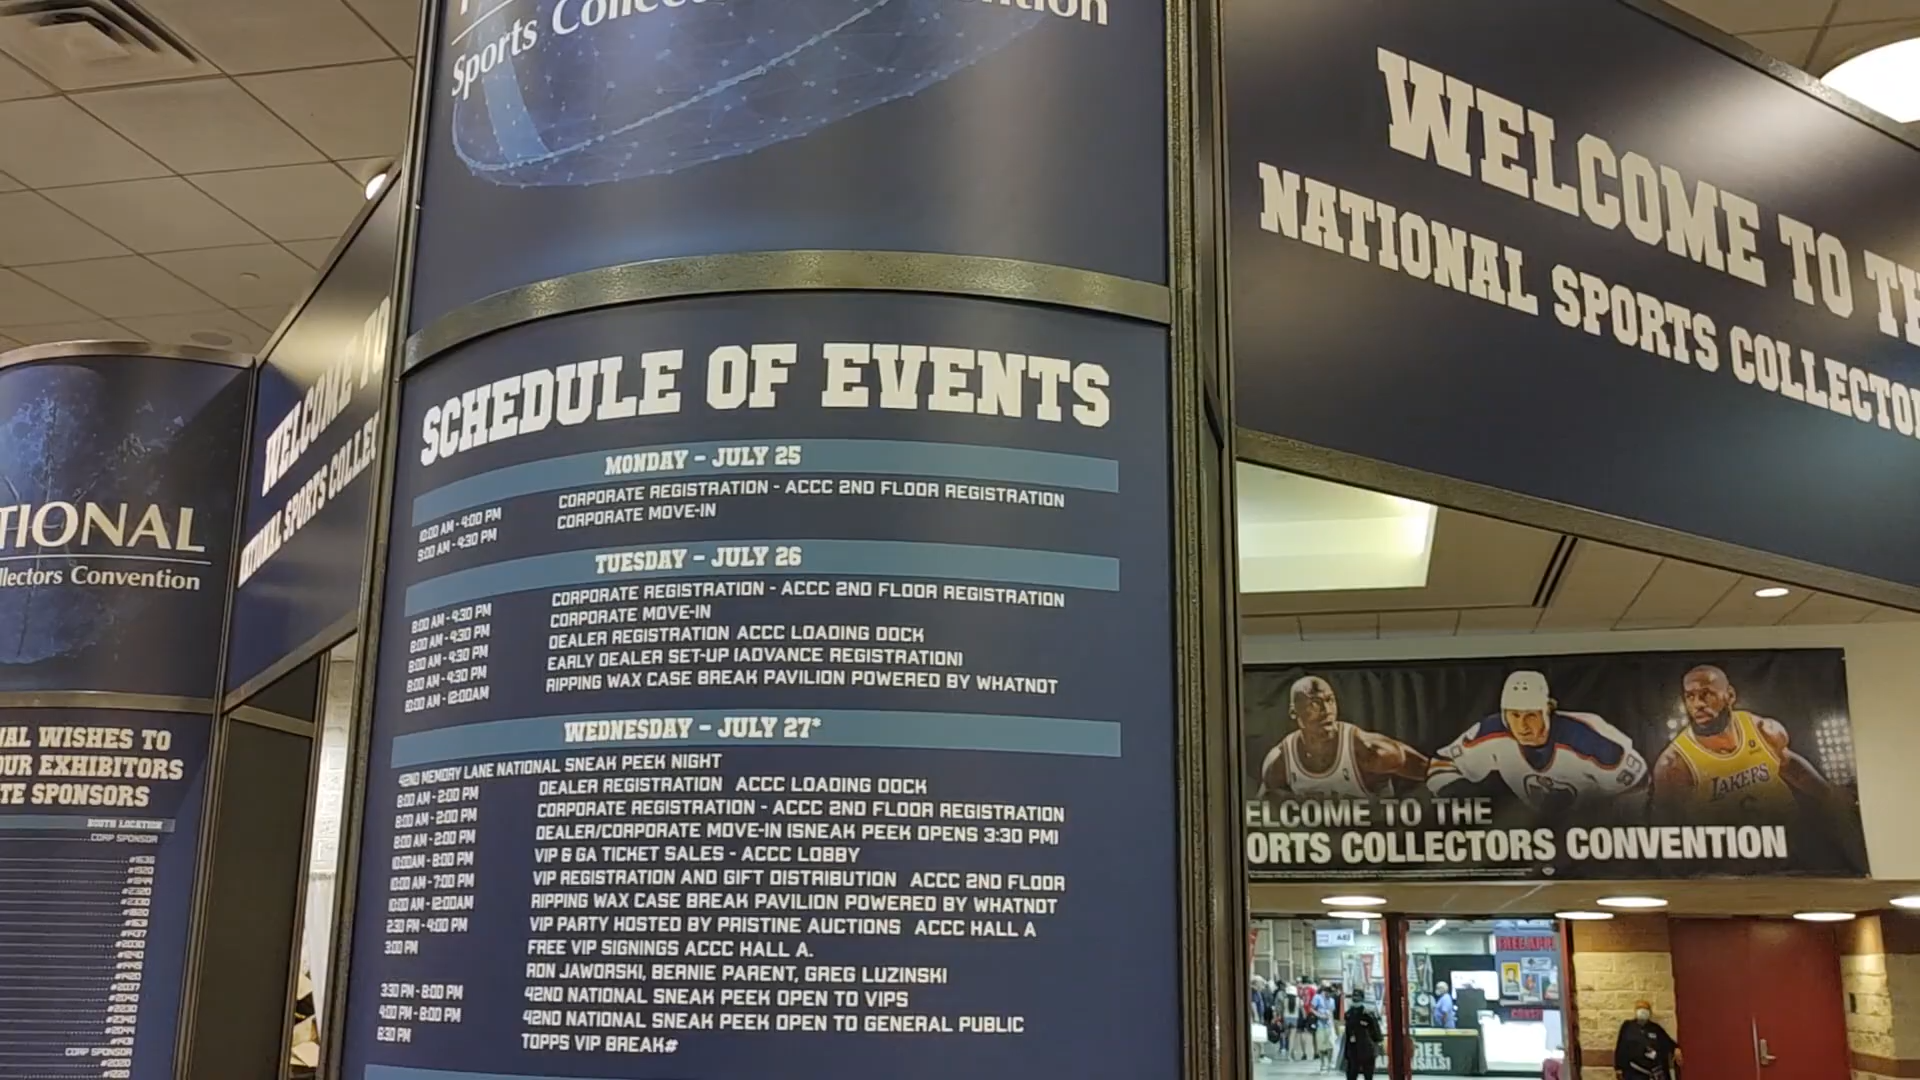 Sports
SCHEDULE OF EVENTS
MONDAY - JULY 25
10:00 AM - 4:00 PM CORPORATE REGISTRATION - ACCC 2ND FLOOR REGISTRATION
9:00 AM - 4:30 PM CORPORATE MOVE-IN
TUESDAY - JULY 26
8:00 AM - 4:30 PM CORPORATE REGISTRATION - ACCC 2ND FLOOR REGISTRATION
8:00 AM - 4:30 PM CORPORATE MOVE-IN
8:00 AM - 4:30 PM DEALER REGISTRATION ACCC LOADING DOCK
8:00 AM - 4:30 PM EARLY DEALER SET-UP (ADVANCE REGISTRATION)
10:00 AM - 12:00AM RIPPING WAX CASE BREAK PAVILION POWERED BY WHATNOT
WEDNESDAY - JULY 27*
42ND MEMORY LANE NATIONAL SNEAK PEEK NIGHT
8:00 AM - 2:00 PM DEALER REGISTRATION ACCC LOADING DOCK
8:00 AM - 2:00 PM CORPORATE REGISTRATION - ACCC 2ND FLOOR REGISTRATION
8:00 AM - 2:00 PM DEALER/CORPORATE MOVE-IN (SNEAK PEEK OPENS 3:30 PM)
10:00AM - 8:00 PM VIP & GA TICKET SALES - ACCC LOBBY
10:00 AM - 7:00 PM VIP REGISTRATION AND GIFT DISTRIBUTION ACCC 2ND FLOOR
10:00 AM - 12:00AM RIPPING WAX CASE BREAK PAVILION POWERED BY WHATNOT
2:30 PM - 4:00 PM VIP PARTY HOSTED BY PRISTINE AUCTIONS ACCC HALL A
3:00 PM FREE VIP SIGNINGS ACCC HALL A.
RON JAWORSKI, BERNIE PARENT, GREG LUZINSKI
3:30 PM - 8:00 PM 42ND NATIONAL SNEAK PEEK OPEN TO VIPS
4:00 PM - 8:00 PM 42ND NATIONAL SNEAK PEEK OPEN TO GENERAL PUBLIC
8:30 PM TOPPS VIP BREAK#
WELCOME TO
NATIONAL SPORTS
WELCOME TO
NATIONAL SPORTS
TIONAL
llectors Convention
WISHES TO
OUR EXHIBITORS
SPONSORS
BOOTH LOCATION
CORP SPONSOR
CORP SPONSOR
ELCOME TO THE
ORTS COLLECTORS CONVENTION
LAKERS